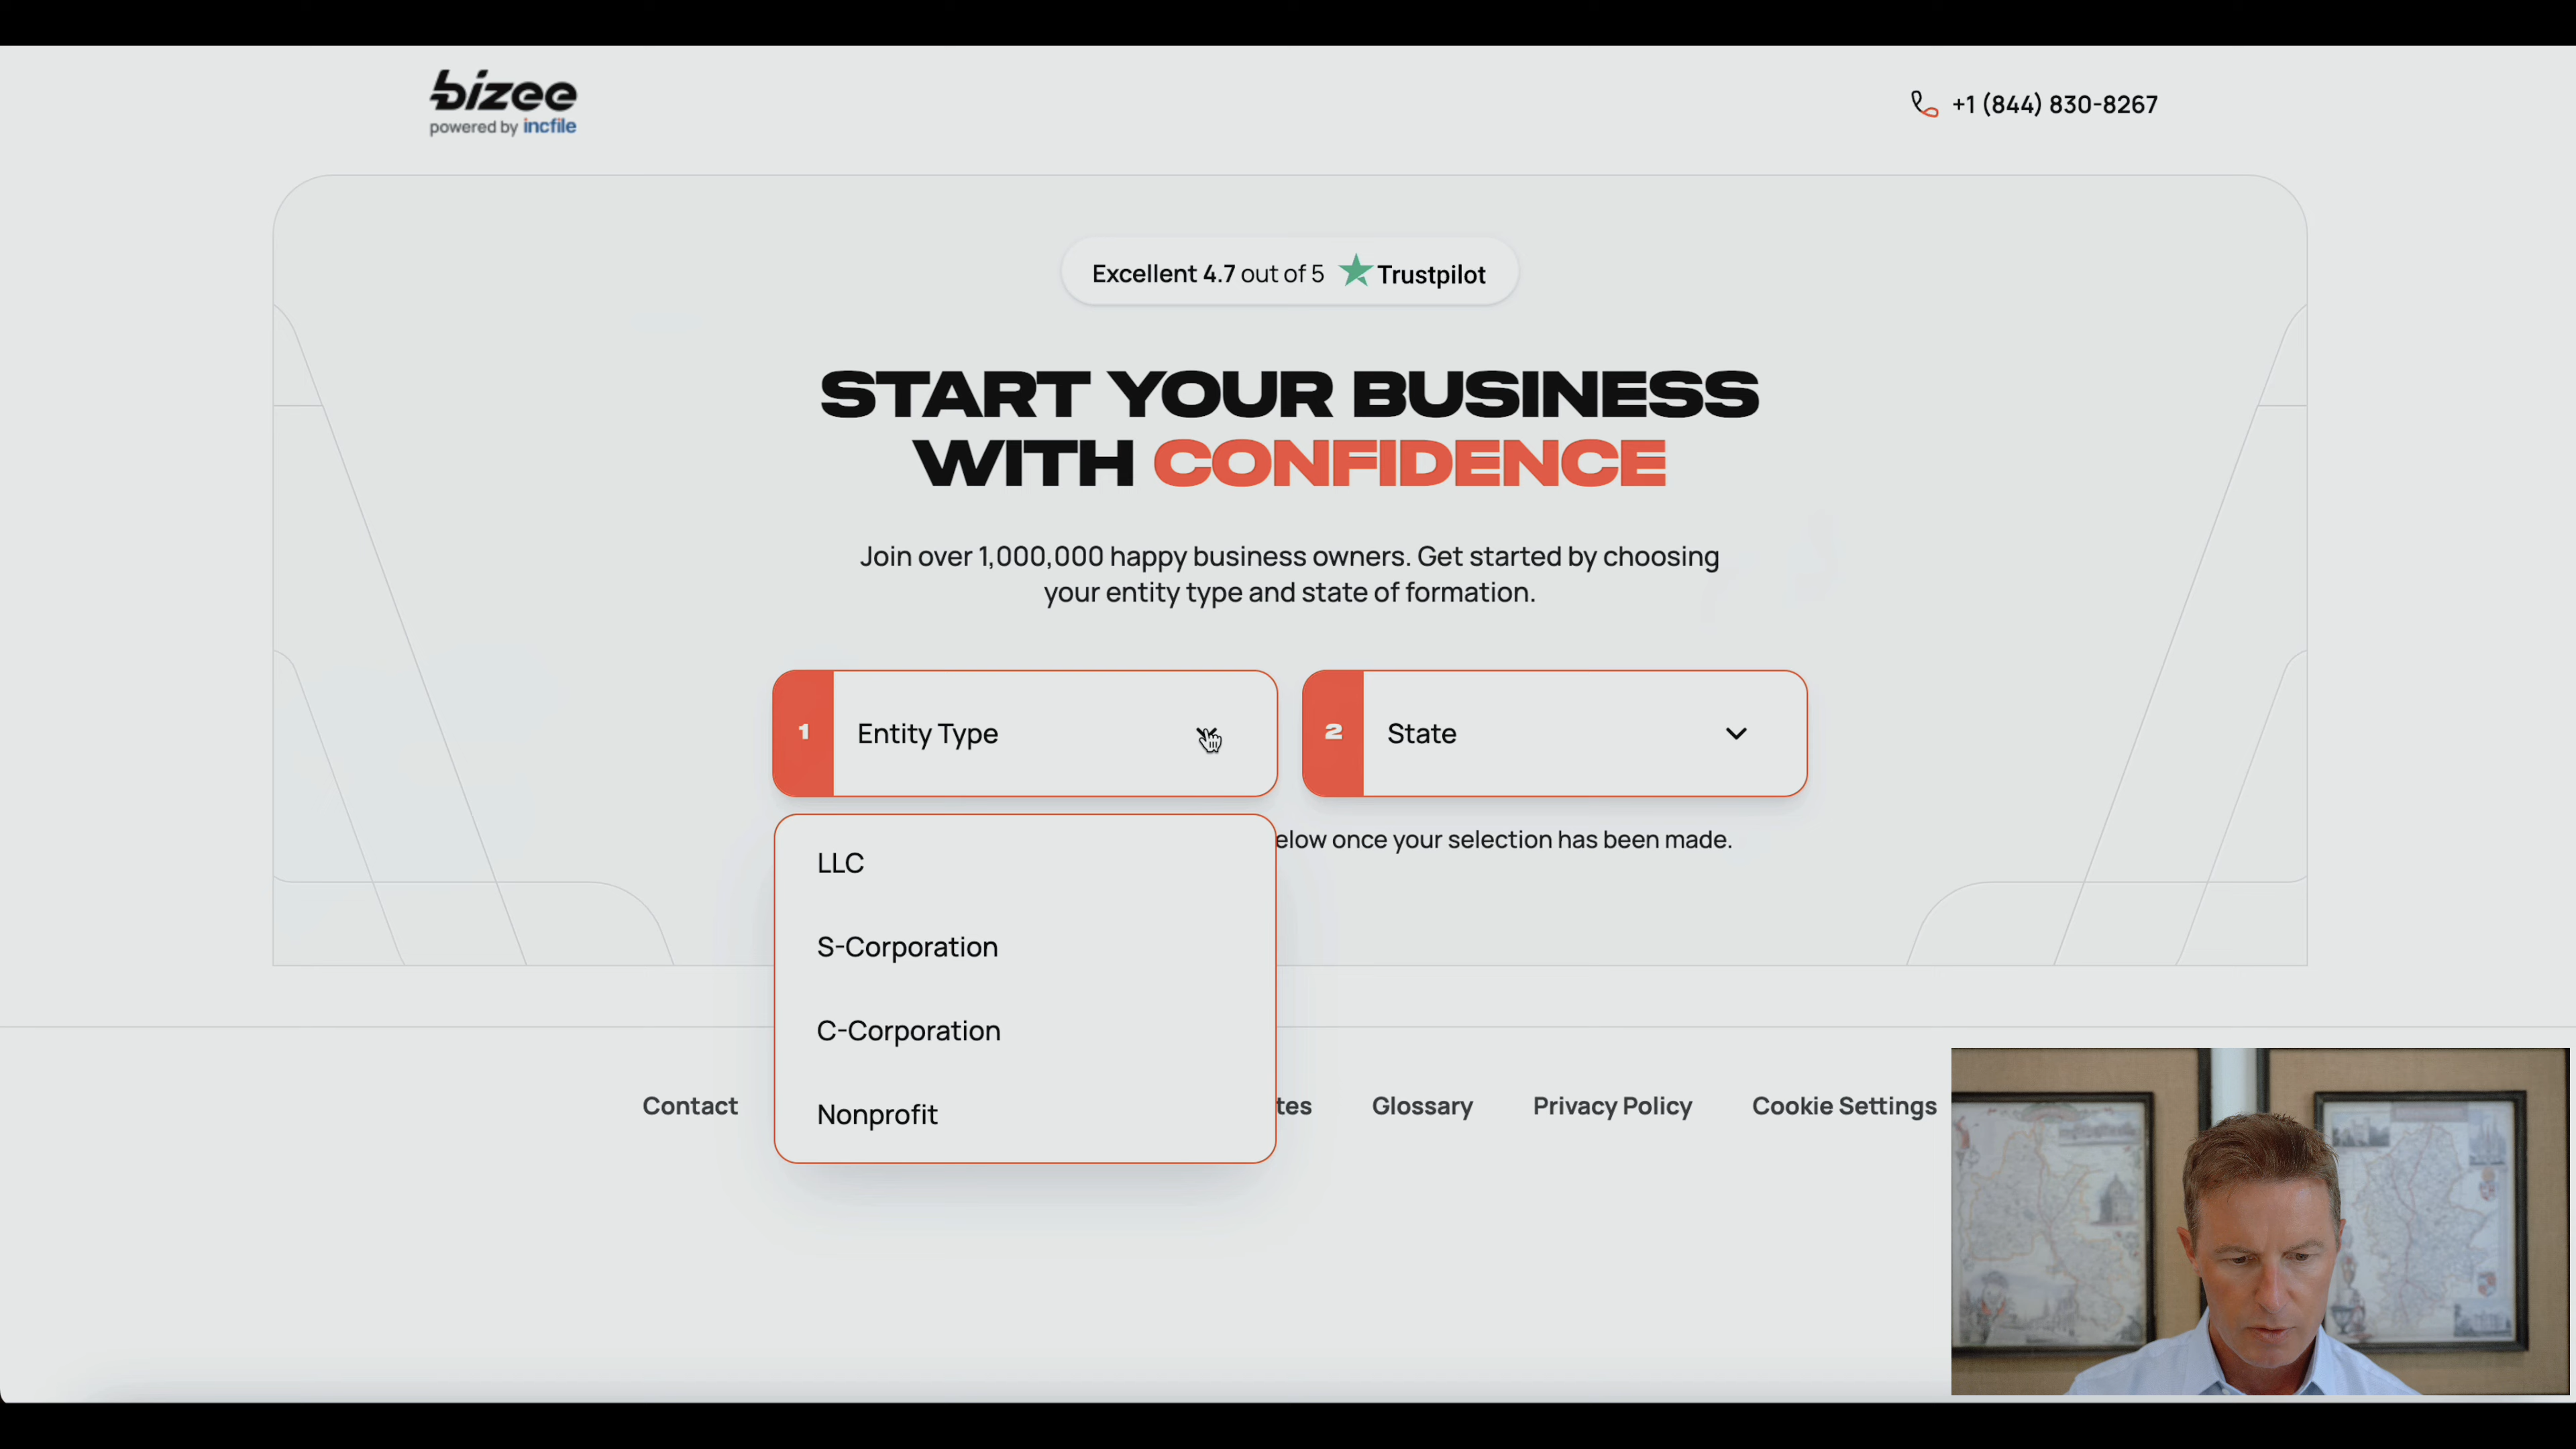 bizee
powered by incfile
+1 (844) 830-8267
Excellent 4.7 out of 5 Trustpilot
START YOUR BUSINESS
WITH CONFIDENCE
Join over 1,000,000 happy business owners. Get started by choosing
your entity type and state of formation.
1 Entity Type
2 State
elow once your selection has been made.
LLC
S-Corporation
C-Corporation
Nonprofit
Contact
tes
Glossary
Privacy Policy
Cookie Settings